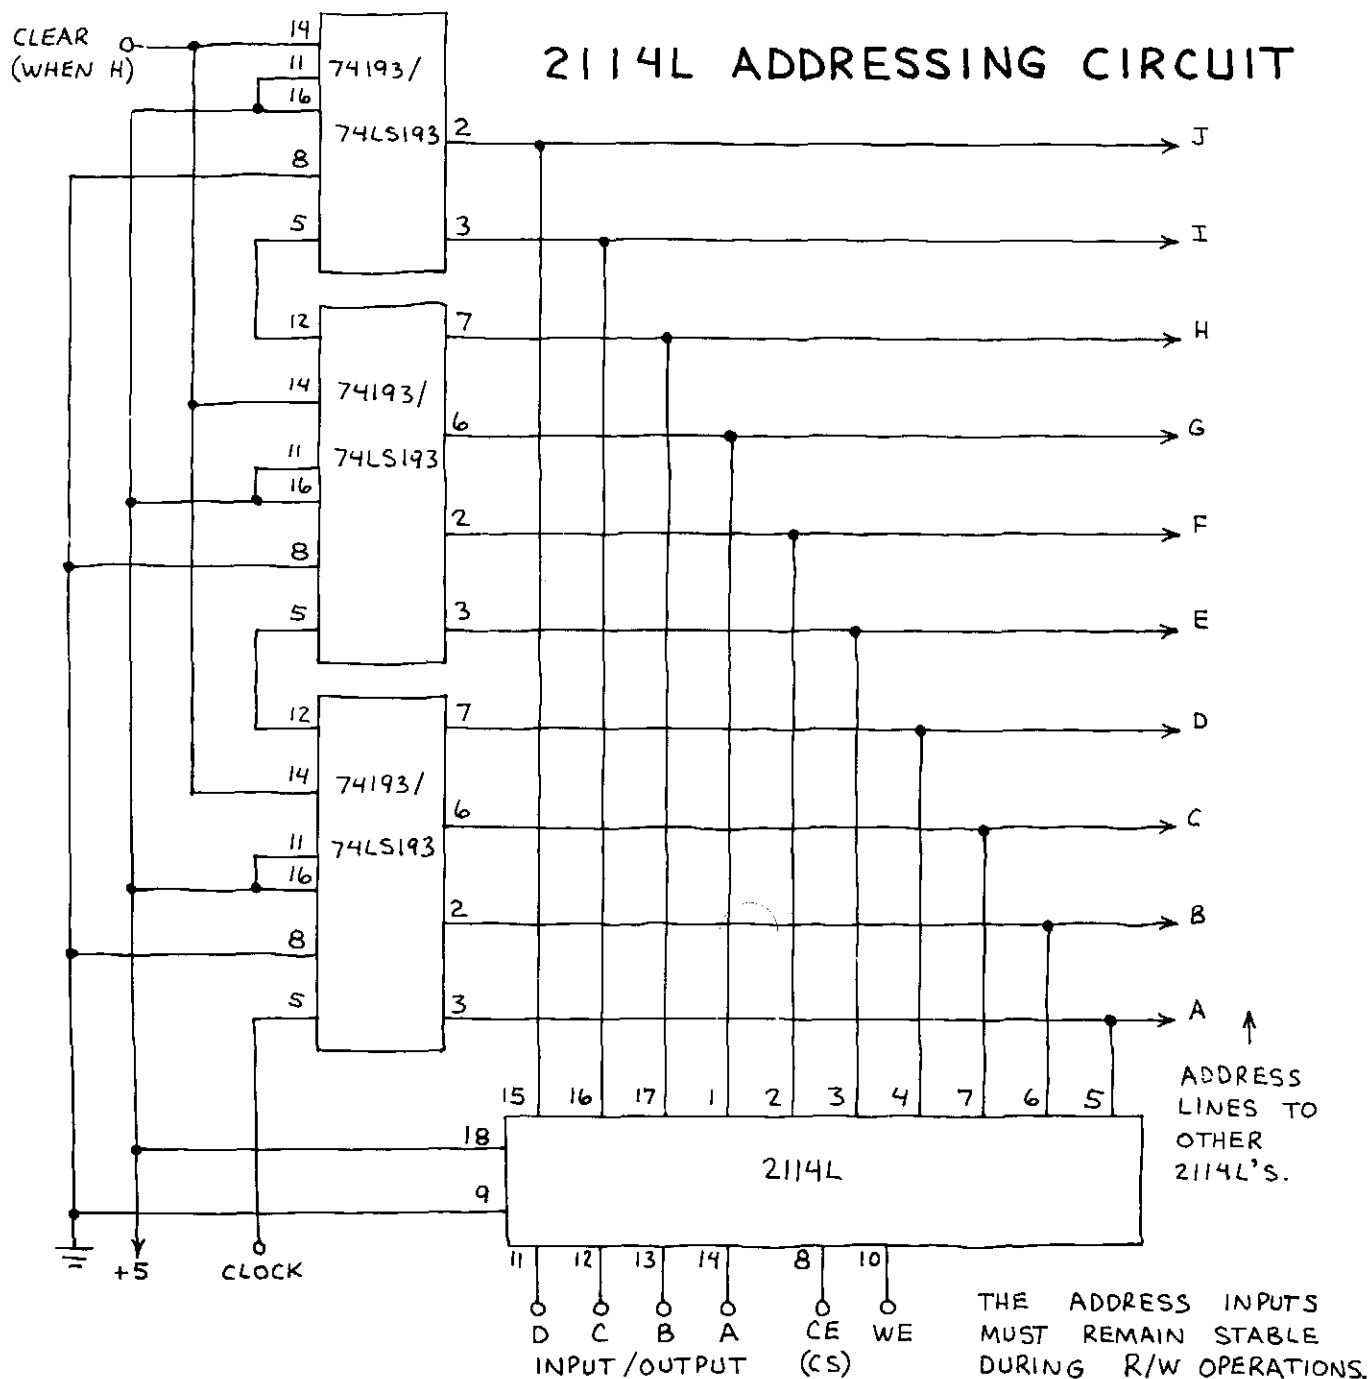 2114L ADDRESSING CIRCUIT
CLEAR
(WHEN H)
14
11
16
8
5
74193/
74LS193
2
3
J
I
12
14
11
16
8
5
74193/
74LS193
7
6
2
3
H
G
F
E
12
14
11
16
8
5
74193/
74LS193
7
6
2
3
D
C
B
A
ADDRESS
LINES TO
OTHER
2114L'S.
15 16 17 1 2 3 4 7 6 5
18
9
2114L
11 12 13 14 8 10
D C B A CE WE
INPUT/OUTPUT (CS)
+5
CLOCK
THE ADDRESS INPUTS
MUST REMAIN STABLE
DURING R/W OPERATIONS.